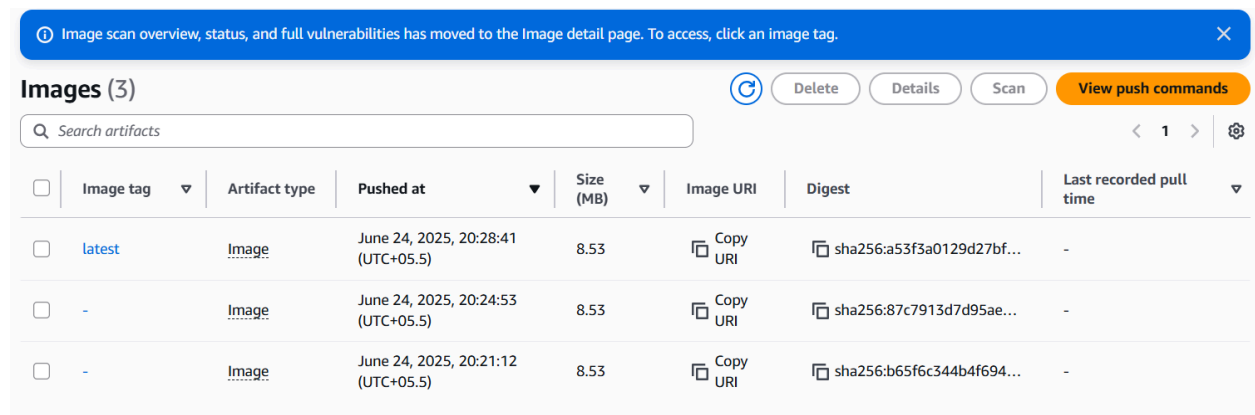 Image scan overview, status, and full vulnerabilities has moved to the Image detail page. To access, click an image tag.
Images (3)
Delete
Details
Scan
View push commands
Search artifacts
1
Image tag
Artifact type
Pushed at
Size
(MB)
Image URI
Digest
Last recorded pull
time
latest
Image
June 24, 2025, 20:28:41
(UTC+05.5)
8.53
Copy
URI
sha256:a53f3a0129d27bf...
-
-
Image
June 24, 2025, 20:24:53
(UTC+05.5)
8.53
Copy
URI
sha256:87c7913d7d95ae...
-
-
Image
June 24, 2025, 20:21:12
(UTC+05.5)
8.53
Copy
URI
sha256:b65f6c344b4f694...
-